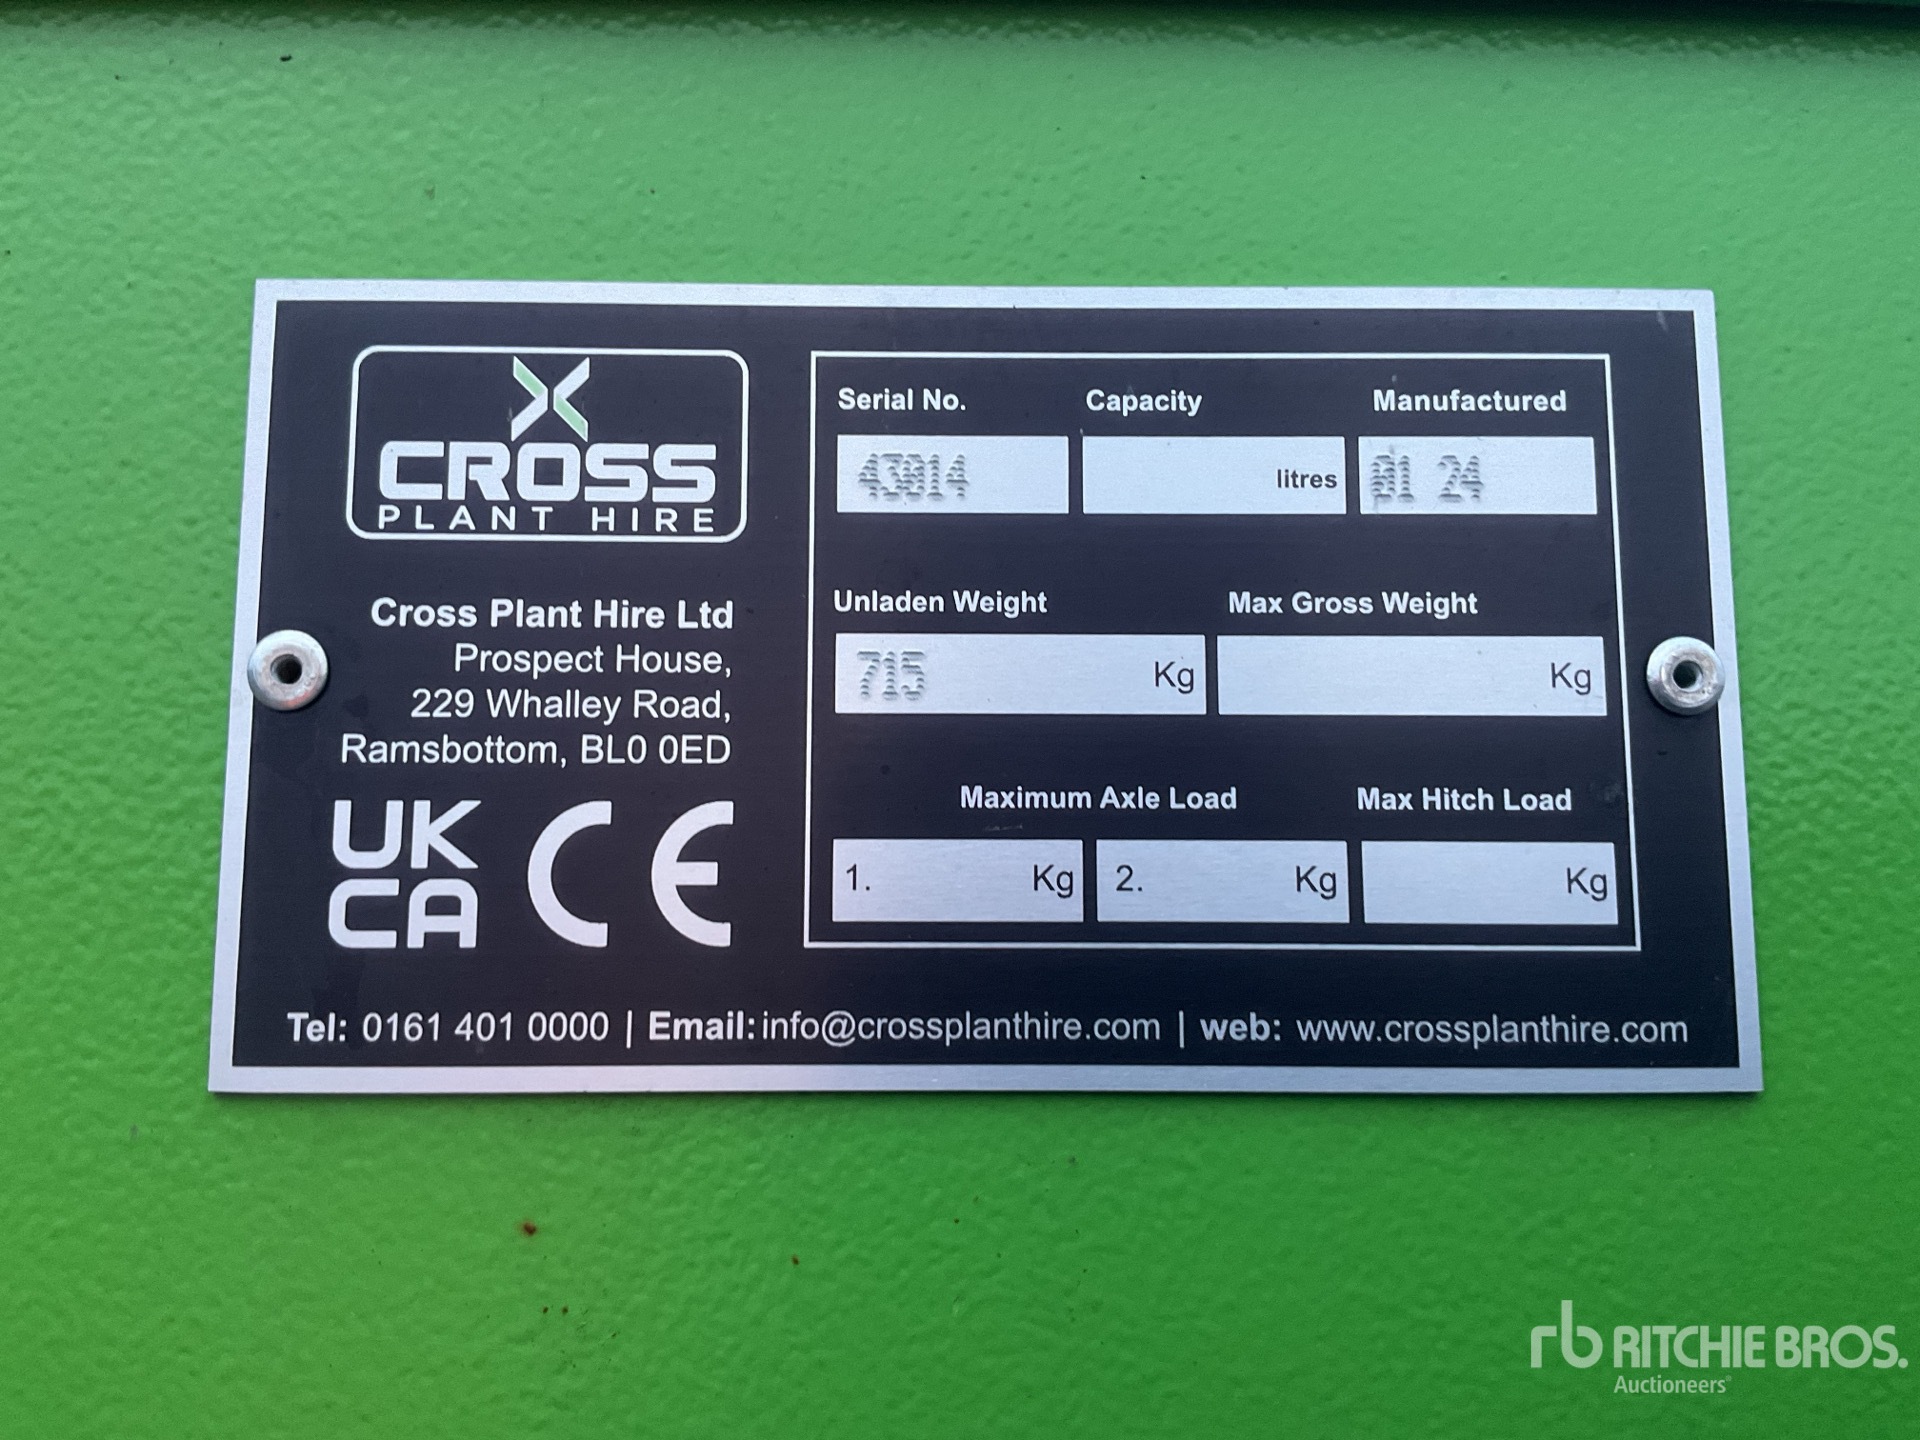 CROSS
PLANT HIRE
Cross Plant Hire Ltd
Prospect House,
229 Whalley Road,
Ramsbottom, BL0 0ED
UK
CA CE
Serial No. Capacity Manufactured
43014 litres 01 24
Unladen Weight Max Gross Weight
715 Kg Kg
Maximum Axle Load Max Hitch Load
1. Kg 2. Kg Kg
Tel: 0161 401 0000 | Email: info@crossplanthire.com | web: www.crossplanthire.com
rb RITCHIE BROS.
Auctioneers